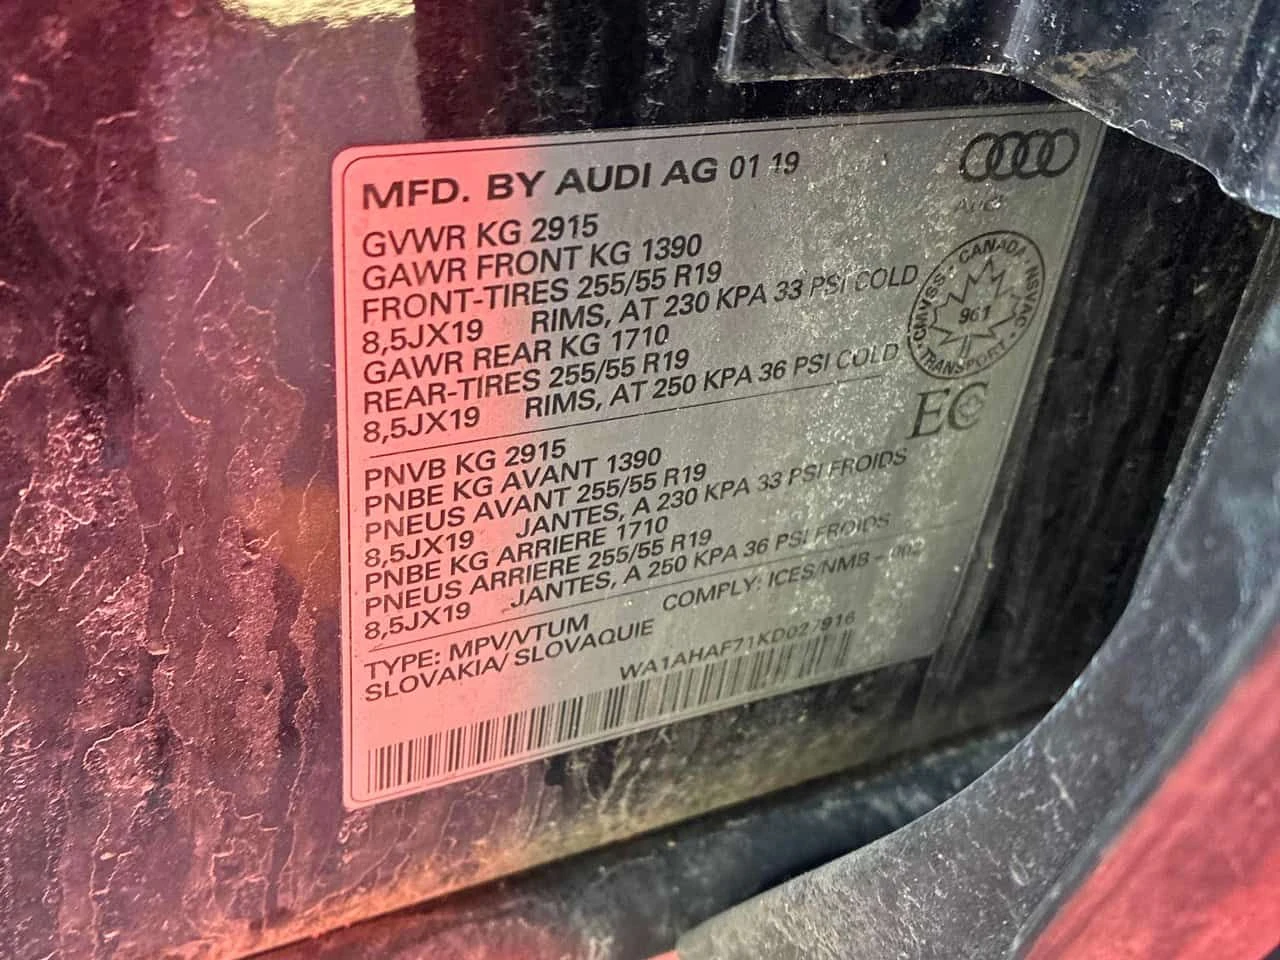 MFD. BY AUDI AG 01 19
Audi
GVWR KG 2915
GAWR FRONT KG 1390
FRONT-TIRES 255/55 R19
8,5JX19 RIMS, AT 230 KPA 33 PSI COLD
GAWR REAR KG 1710
REAR-TIRES 255/55 R19
8,5JX19 RIMS, AT 250 KPA 36 PSI COLD
CANADA · NSVAC · TRANSPORT · CMVSS
961
EC
PNVB KG 2915
PNBE KG AVANT 1390
PNEUS AVANT 255/55 R19
8,5JX19 JANTES, A 230 KPA 33 PSI FROIDS
PNBE KG ARRIERE 1710
PNEUS ARRIERE 255/55 R19
8,5JX19 JANTES, A 250 KPA 36 PSI FROIDS
TYPE: MPV/VTUM COMPLY: ICES/NMB - 002
SLOVAKIA/ SLOVAQUIE
WA1AHAF71KD027916